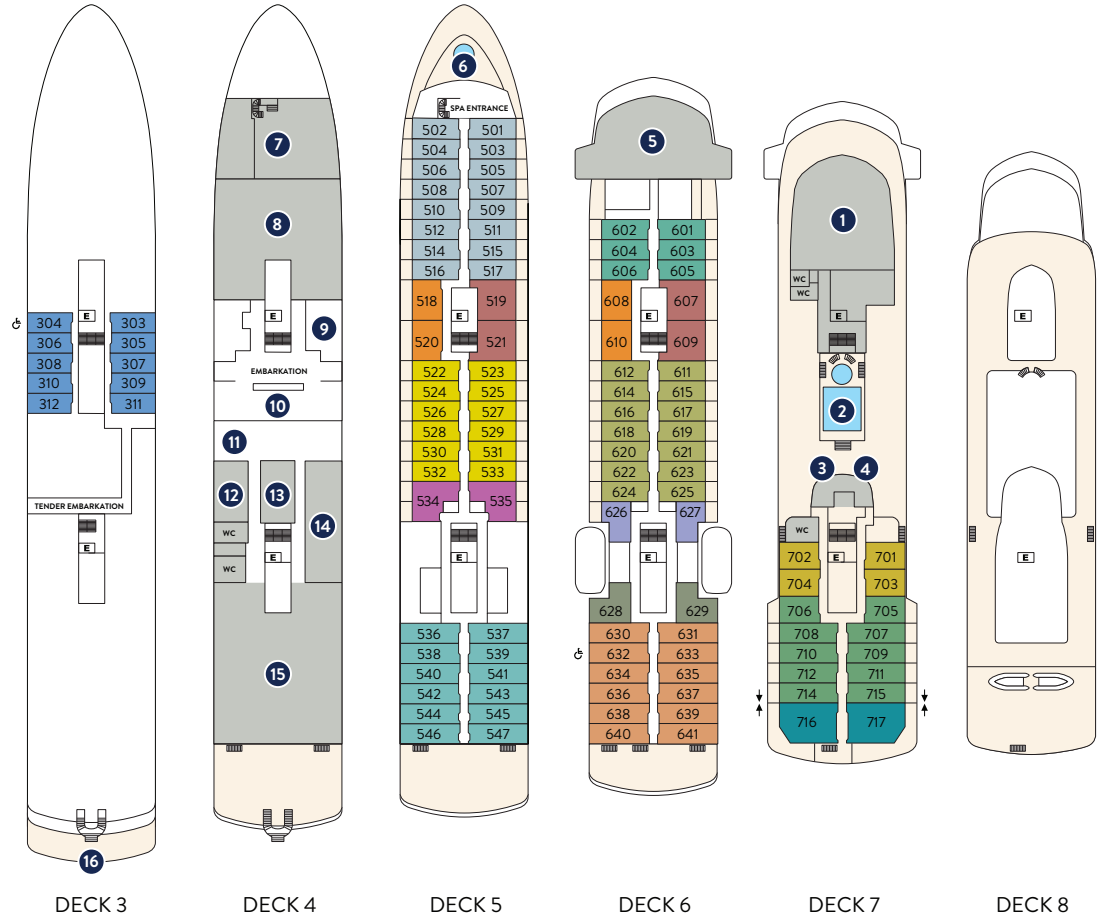 6
SPA ENTRANCE
7
5
502 501
504 503
506 505
508 507
510 509
512 511
514 515
516 517
518 519
520 521
522 523
524 525
526 527
528 529
530 531
532 533
534 535
536 537
538 539
540 541
542 543
544 545
546 547
8
E
9
EMBARKATION
10
11
12
13
14
WC
WC
E
15
304 303
306 305
308 307
310 309
312 311
E
TENDER EMBARKATION
E
16
E
E
602 601
604 603
606 605
608 607
610 609
E
612 611
614 615
616 617
618 619
620 621
622 623
624 625
626 627
E
628 629
630 631
632 633
634 635
636 637
638 639
640 641
1
WC
WC
E
2
3 4
WC
E
702 701
704 703
706 705
708 707
710 709
712 711
714 715
716 717
E
E
DECK 3
DECK 4
DECK 5
DECK 6
DECK 7
DECK 8